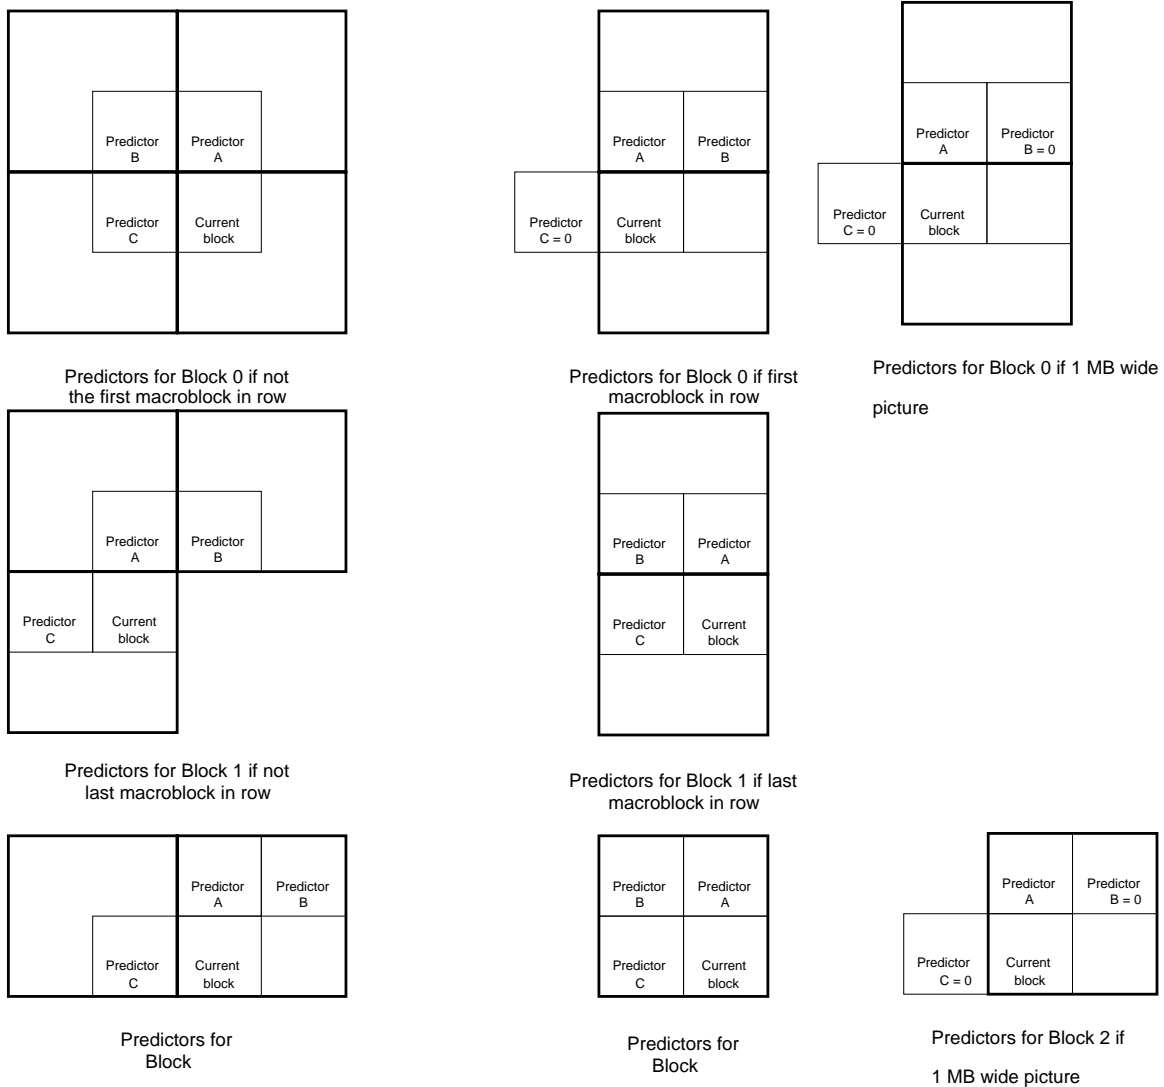 Predictor
B
Predictor
A
Predictor
C
Current
block
Predictors for Block 0 if not
the first macroblock in row
Predictor
A
Predictor
B
Predictor
C = 0
Current
block
Predictors for Block 0 if first
macroblock in row
Predictor
A
Predictor
B = 0
Predictor
C = 0
Current
block
Predictors for Block 0 if 1 MB wide
picture
Predictor
A
Predictor
B
Predictor
C
Current
block
Predictors for Block 1 if not
last macroblock in row
Predictor
B
Predictor
A
Predictor
C
Current
block
Predictors for Block 1 if last
macroblock in row
Predictor
A
Predictor
B
Predictor
C
Current
block
Predictors for
Block
Predictor
B
Predictor
A
Predictor
C
Current
block
Predictors for
Block
Predictor
A
Predictor
B = 0
Predictor
C = 0
Current
block
Predictors for Block 2 if
1 MB wide picture